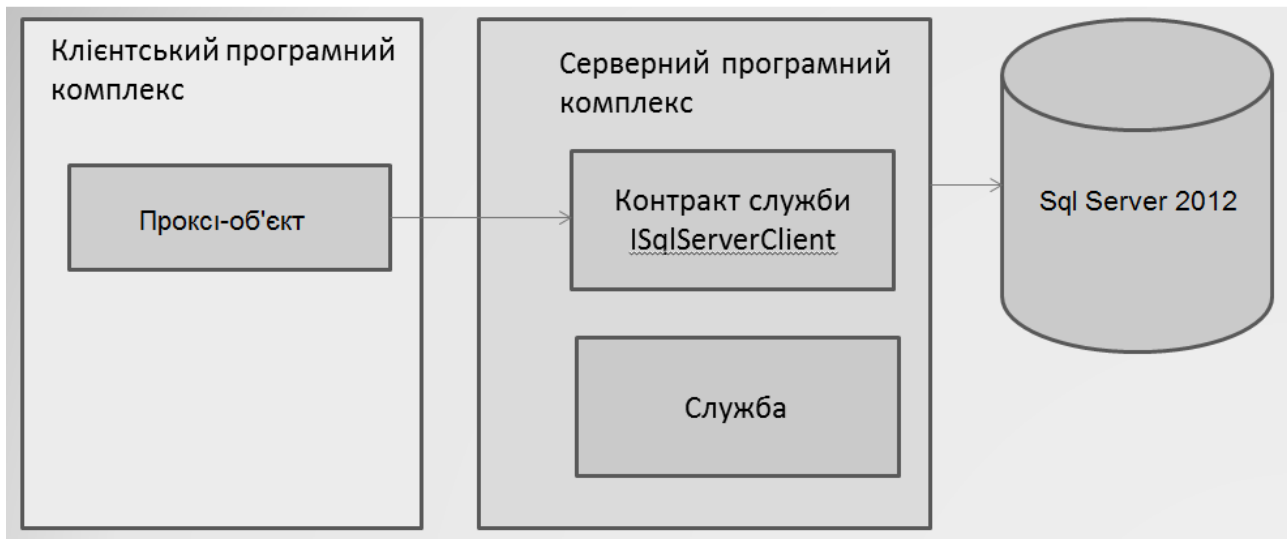 Клієнтський програмний
комплекс
Проксі-об'єкт
Серверний програмний
комплекс
Контракт служби
ISqlServerClient
Служба
Sql Server 2012